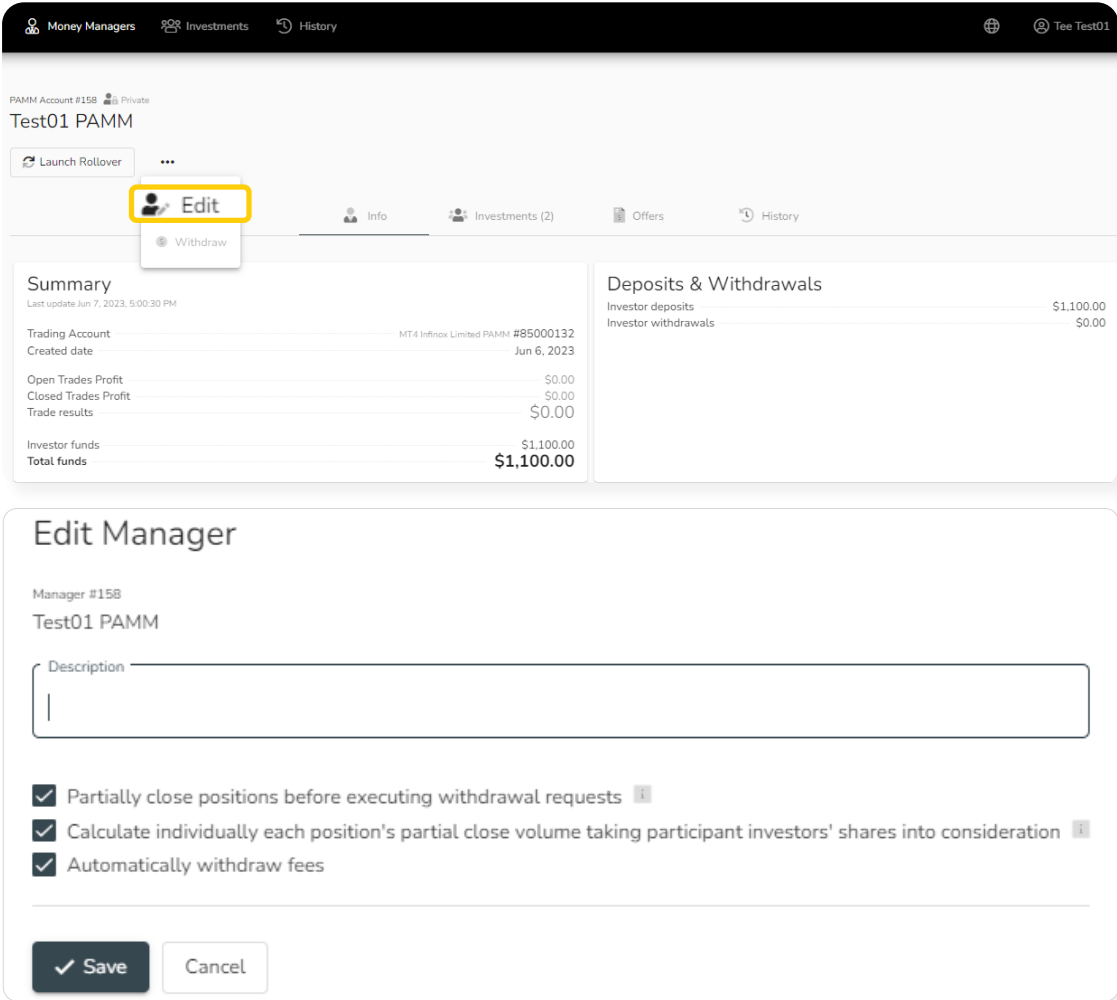 Money Managers Investments History Tee Test01
PAMM Account #158 Private
Test01 PAMM
Launch Rollover •••
Edit
Withdraw
Info Investments (2) Offers History
Summary
Last update Jun 7, 2023, 5:00:30 PM
Trading Account MT4 Infinox Limited PAMM #85000132
Created date Jun 6, 2023
Open Trades Profit $0.00
Closed Trades Profit $0.00
Trade results $0.00
Investor funds $1,100.00
Total funds $1,100.00
Deposits & Withdrawals
Investor deposits $1,100.00
Investor withdrawals $0.00
Edit Manager
Manager #158
Test01 PAMM
Description
Partially close positions before executing withdrawal requests i
Calculate individually each position's partial close volume taking participant investors' shares into consideration i
Automatically withdraw fees
Save Cancel